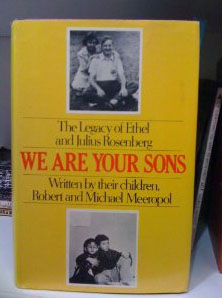 The Legacy of Ethel
and Julius Rosenberg
WE ARE YOUR SONS
Written by their children,
Robert and Michael Meeropol